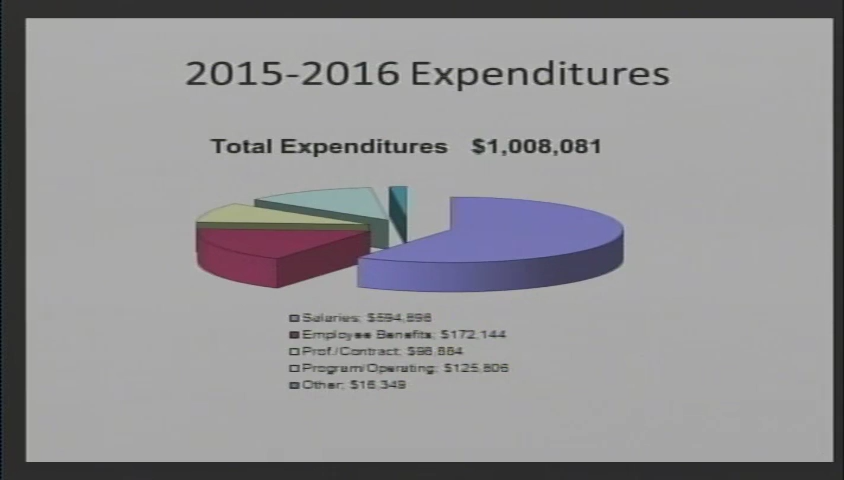 2015-2016 Expenditures
Total Expenditures $1,008,081
Salaries; $594,898
Employee Benefits; $172,144
Prof./Contract; $98,884
Program/Operating; $125,806
Other; $16,349